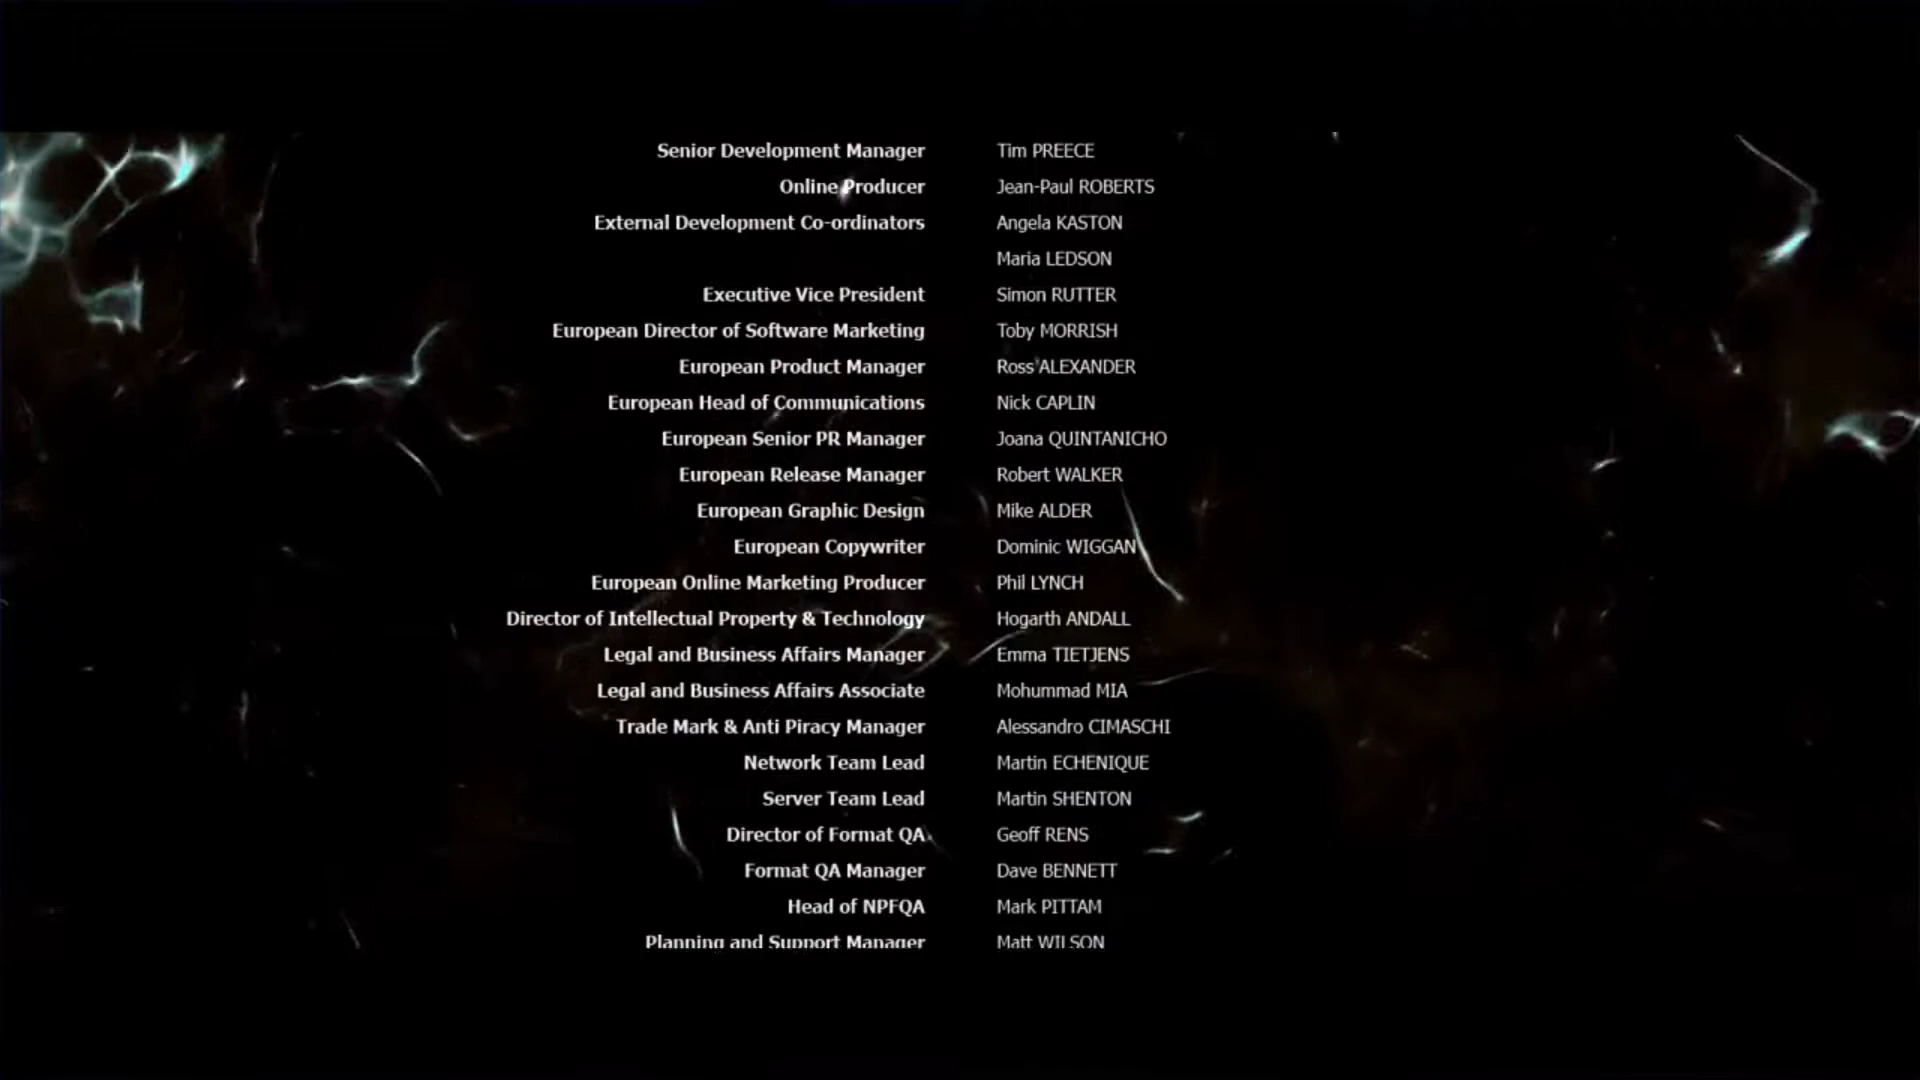 Senior Development Manager Tim PREECE
Online Producer Jean-Paul ROBERTS
External Development Co-ordinators Angela KASTON
Maria LEDSON
Executive Vice President Simon RUTTER
European Director of Software Marketing Toby MORRISH
European Product Manager Ross ALEXANDER
European Head of Communications Nick CAPLIN
European Senior PR Manager Joana QUINTANICHO
European Release Manager Robert WALKER
European Graphic Design Mike ALDER
European Copywriter Dominic WIGGAN
European Online Marketing Producer Phil LYNCH
Director of Intellectual Property & Technology Hogarth ANDALL
Legal and Business Affairs Manager Emma TIETJENS
Legal and Business Affairs Associate Mohummad MIA
Trade Mark & Anti Piracy Manager Alessandro CIMASCHI
Network Team Lead Martin ECHENIQUE
Server Team Lead Martin SHENTON
Director of Format QA Geoff RENS
Format QA Manager Dave BENNETT
Head of NPFQA Mark PITTAM
Planning and Support Manager Matt WILSON